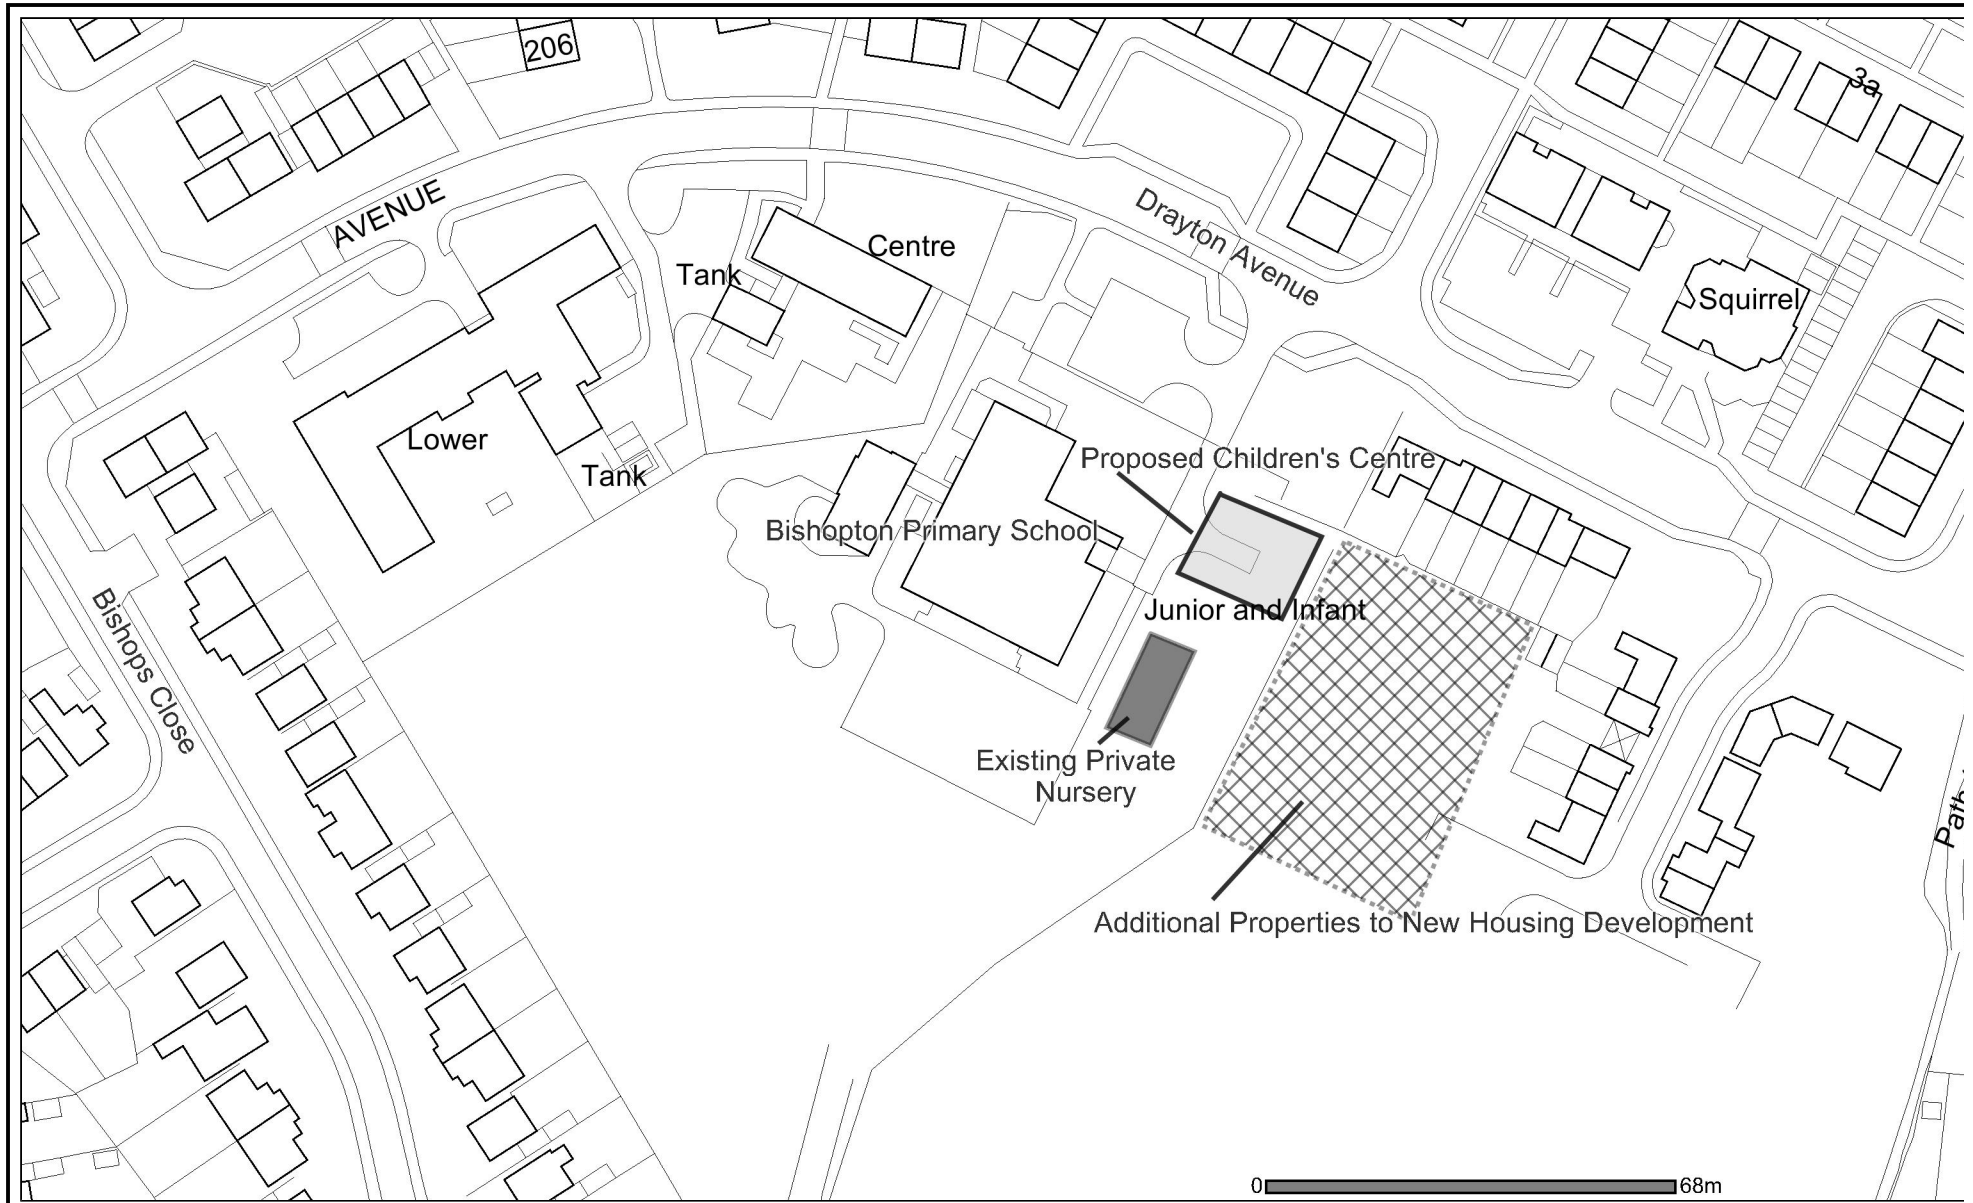 206
3a
AVENUE
Drayton Avenue
Centre
Tank
Squirrel
Lower
Tank
Proposed Children's Centre
Bishopton Primary School
Junior and Infant
Bishops Close
Existing Private
Nursery
Additional Properties to New Housing Development
0
68m